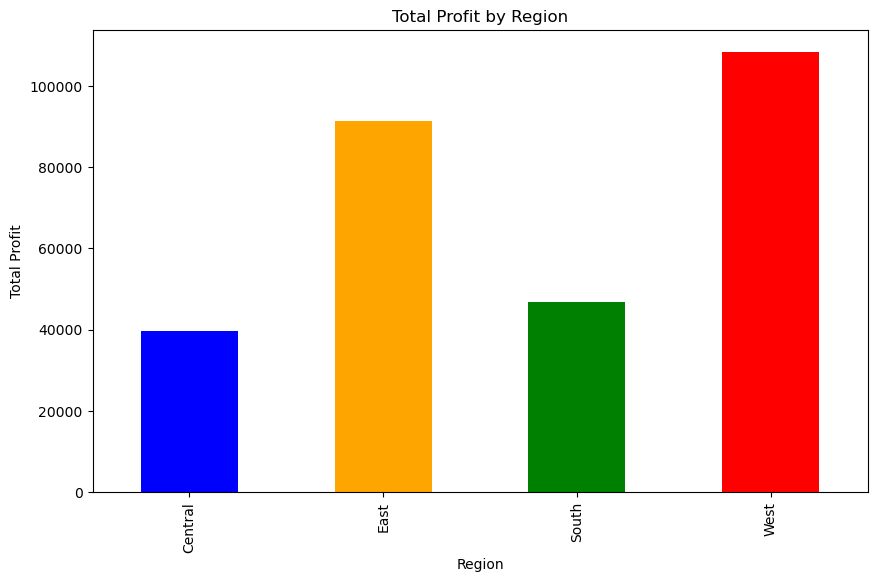 Total Profit by Region
Total Profit
100000
80000
60000
40000
20000
0
Central
East
South
West
Region